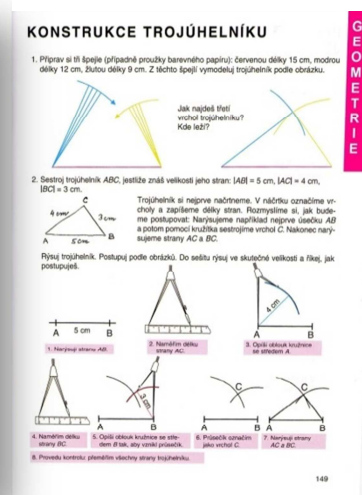 KONSTRUKCE TROJÚHELNÍKU
GEOMETRIE
1. Připrav si tři špejle (případně proužky barevného papíru): červenou délky 15 cm, modrou
délky 12 cm, žlutou délky 9 cm. Z těchto špejlí vymodeluj trojúhelník podle obrázku.
Jak najdeš třetí
vrchol trojúhelníku?
Kde leží?
2. Sestroj trojúhelník ABC, jestliže znáš velikosti jeho stran: |AB| = 5 cm, |AC| = 4 cm,
|BC| = 3 cm.
C
4 cm
3 cm
A
5 cm
B
Trojúhelník si nejprve načrtneme. V náčrtku označíme vr-
choly a zapíšeme délky stran. Rozmyslíme si, jak bude-
me postupovat: Narýsujeme například nejprve úsečku AB
a potom pomocí kružítka sestrojíme vrchol C. Nakonec narý-
sujeme strany AC a BC.
Rýsuj trojúhelník. Postupuj podle obrázků. Do sešitu rýsuj ve skutečné velikosti a říkej, jak
postupuješ.
A 5 cm B
4 cm
A B
1. Narýsuji stranu AB.
2. Naměřím délku
strany AC.
3. Opíši oblouk kružnice
se středem A
3 cm
A B
C
A B
C
A B
4. Naměřím délku
strany BC.
5. Opíši oblouk kružnice se stře-
dem B tak, aby vznikl průsečík.
6. Průsečík označím
jako vrchol C.
7. Narýsuji strany
AC a BC.
8. Provedu kontrolu: přeměřím všechny strany trojúhelníku.
149